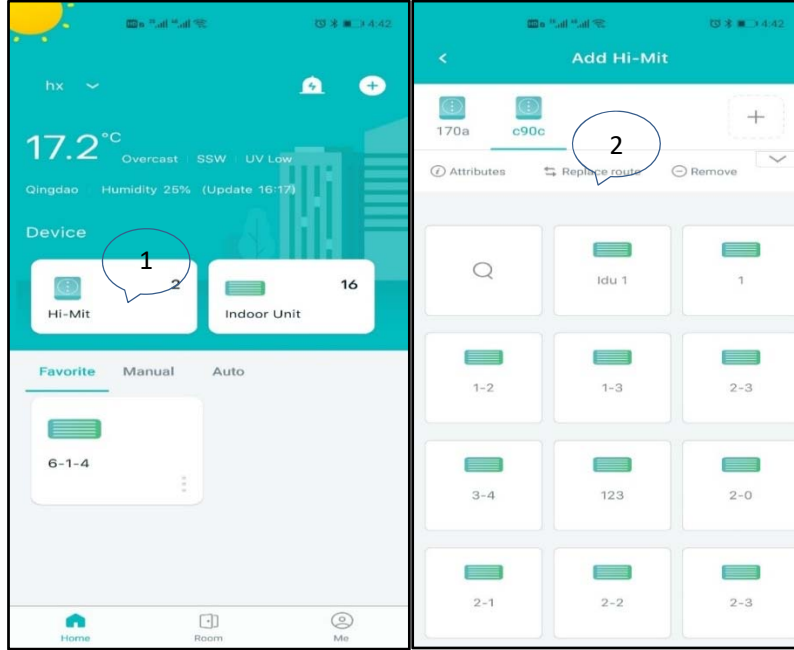 4:42
hx
17.2°C Overcast SSW UV Low
Qingdao Humidity 25% (Update 16:17)
Device
1
2
Hi-Mit
16
Indoor Unit
Favorite Manual Auto
6-1-4
Home Room Me
4:42
Add Hi-Mit
170a c90c
2
Attributes Replace route Remove
Idu 1 1
1-2 1-3 2-3
3-4 123 2-0
2-1 2-2 2-3